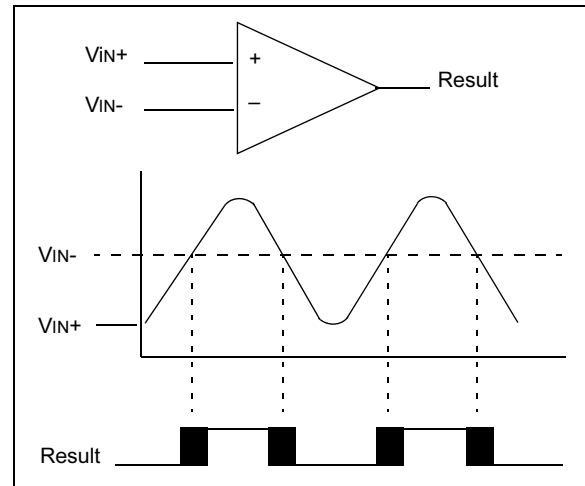 VIN+
+
Result
VIN-
–
VIN-
VIN+
Result